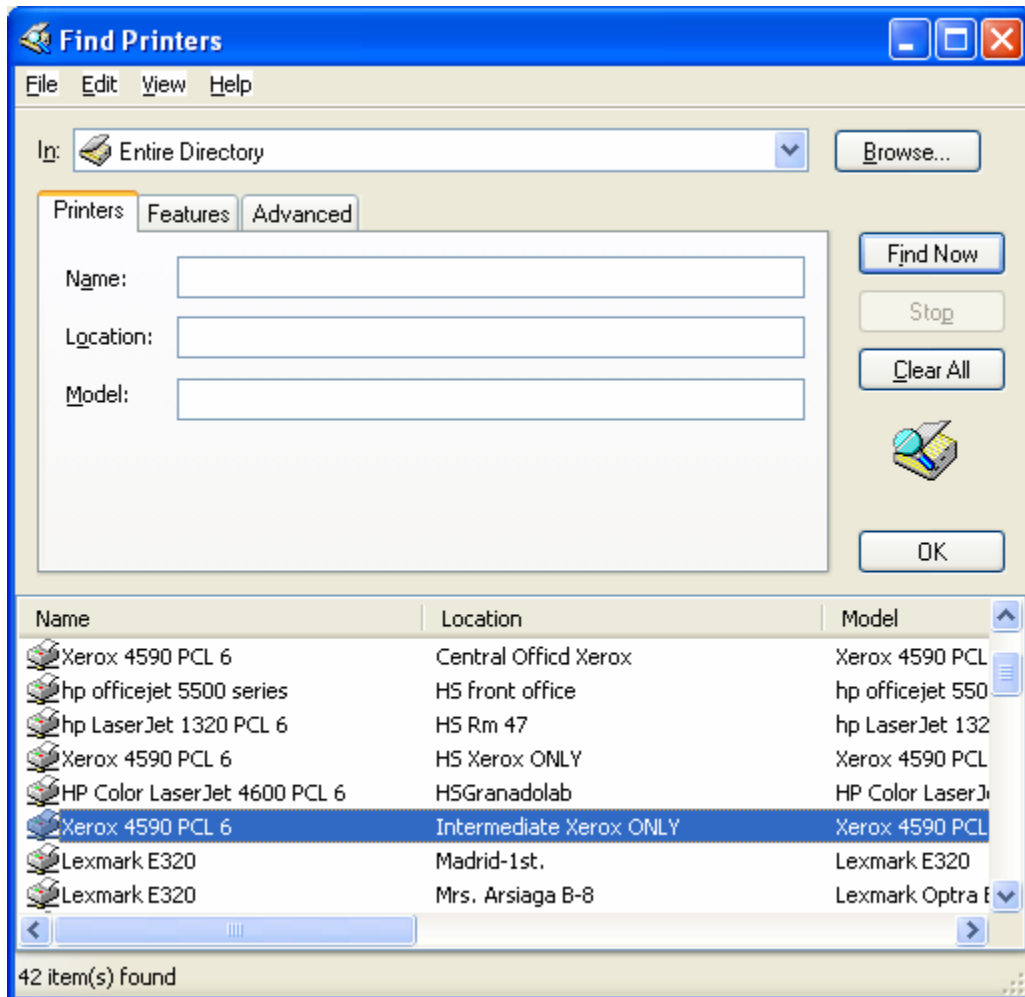 Find Printers
File Edit View Help
In: Entire Directory Browse...
Printers Features Advanced
Find Now
Name:
Stop
Location:
Clear All
Model:
OK
Name Location Model
Xerox 4590 PCL 6 Central Officd Xerox Xerox 4590 PCL
hp officejet 5500 series HS front office hp officejet 550
hp LaserJet 1320 PCL 6 HS Rm 47 hp LaserJet 132
Xerox 4590 PCL 6 HS Xerox ONLY Xerox 4590 PCL
HP Color LaserJet 4600 PCL 6 HSGranadolab HP Color LaserJ
Xerox 4590 PCL 6 Intermediate Xerox ONLY Xerox 4590 PCL
Lexmark E320 Madrid-1st. Lexmark E320
Lexmark E320 Mrs. Arsiaga B-8 Lexmark Optra E
42 item(s) found